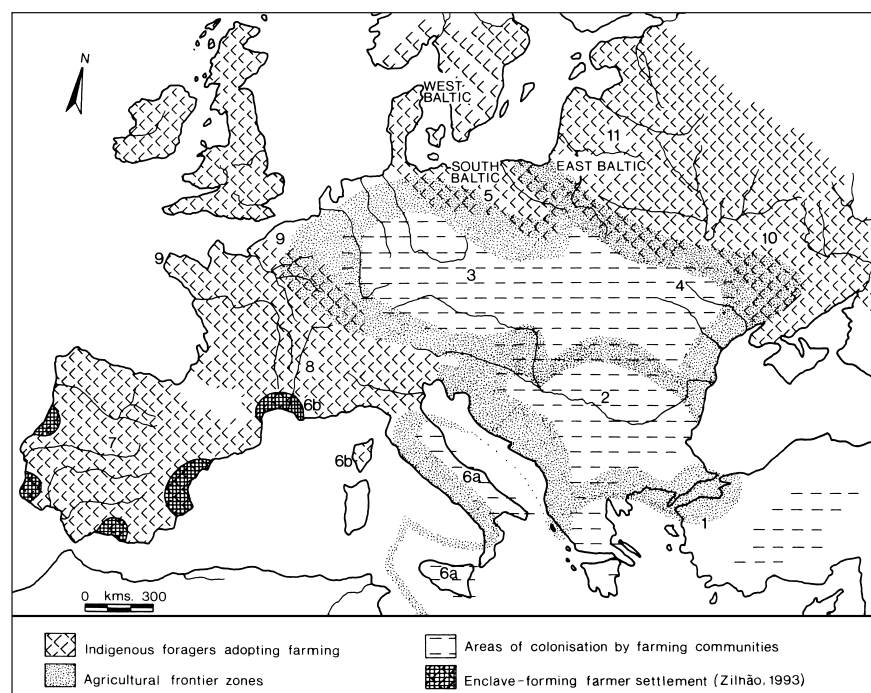 N
WEST
BALTIC
11
SOUTH
BALTIC
EAST BALTIC
5
10
9
9
3
4
8
2
6b
7
6b
6a
1
6a
0 kms. 300
Indigenous foragers adopting farming
Areas of colonisation by farming communities
Agricultural frontier zones
Enclave-forming farmer settlement (Zilhão, 1993)